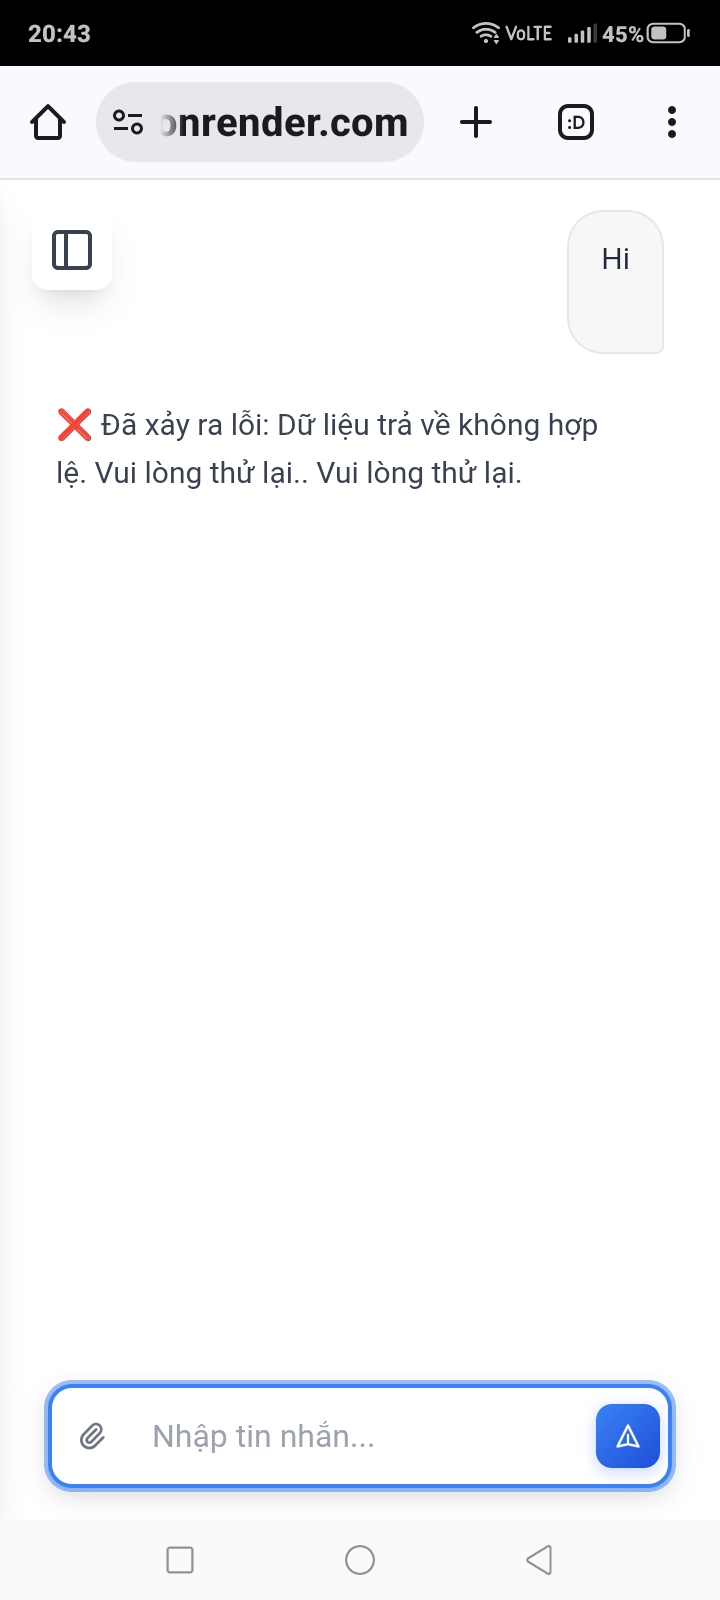 20:43
VoLTE
45%
onrender.com
:D
Hi
❌ Đã xảy ra lỗi: Dữ liệu trả về không hợp
lệ. Vui lòng thử lại.. Vui lòng thử lại.
Nhập tin nhắn...